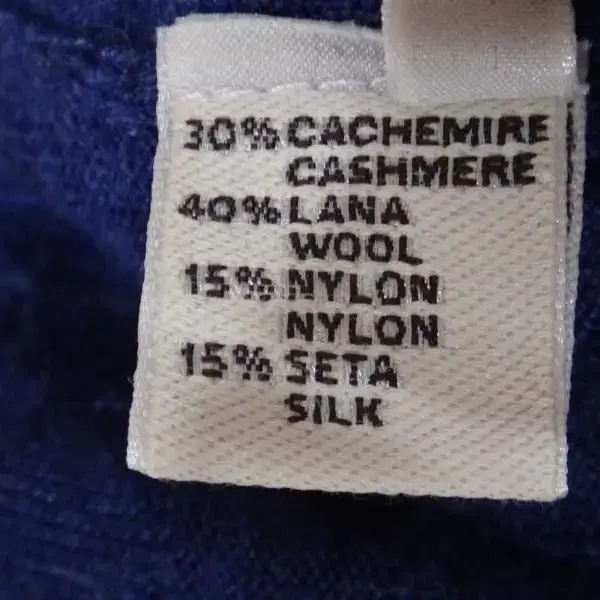 30% CACHEMIRE
CASHMERE
40% LANA
WOOL
15% NYLON
NYLON
15% SETA
SILK